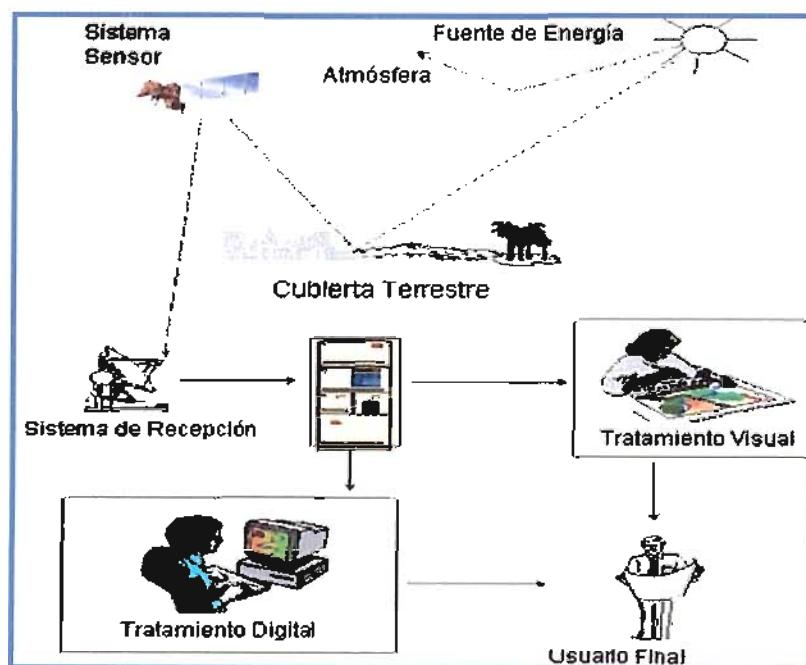 Sistema
Sensor
Fuente de Energía
Atmósfera
Cubierta Terrestre
Sistema de Recepción
Tratamiento Visual
Tratamiento Digital
Usuario Final